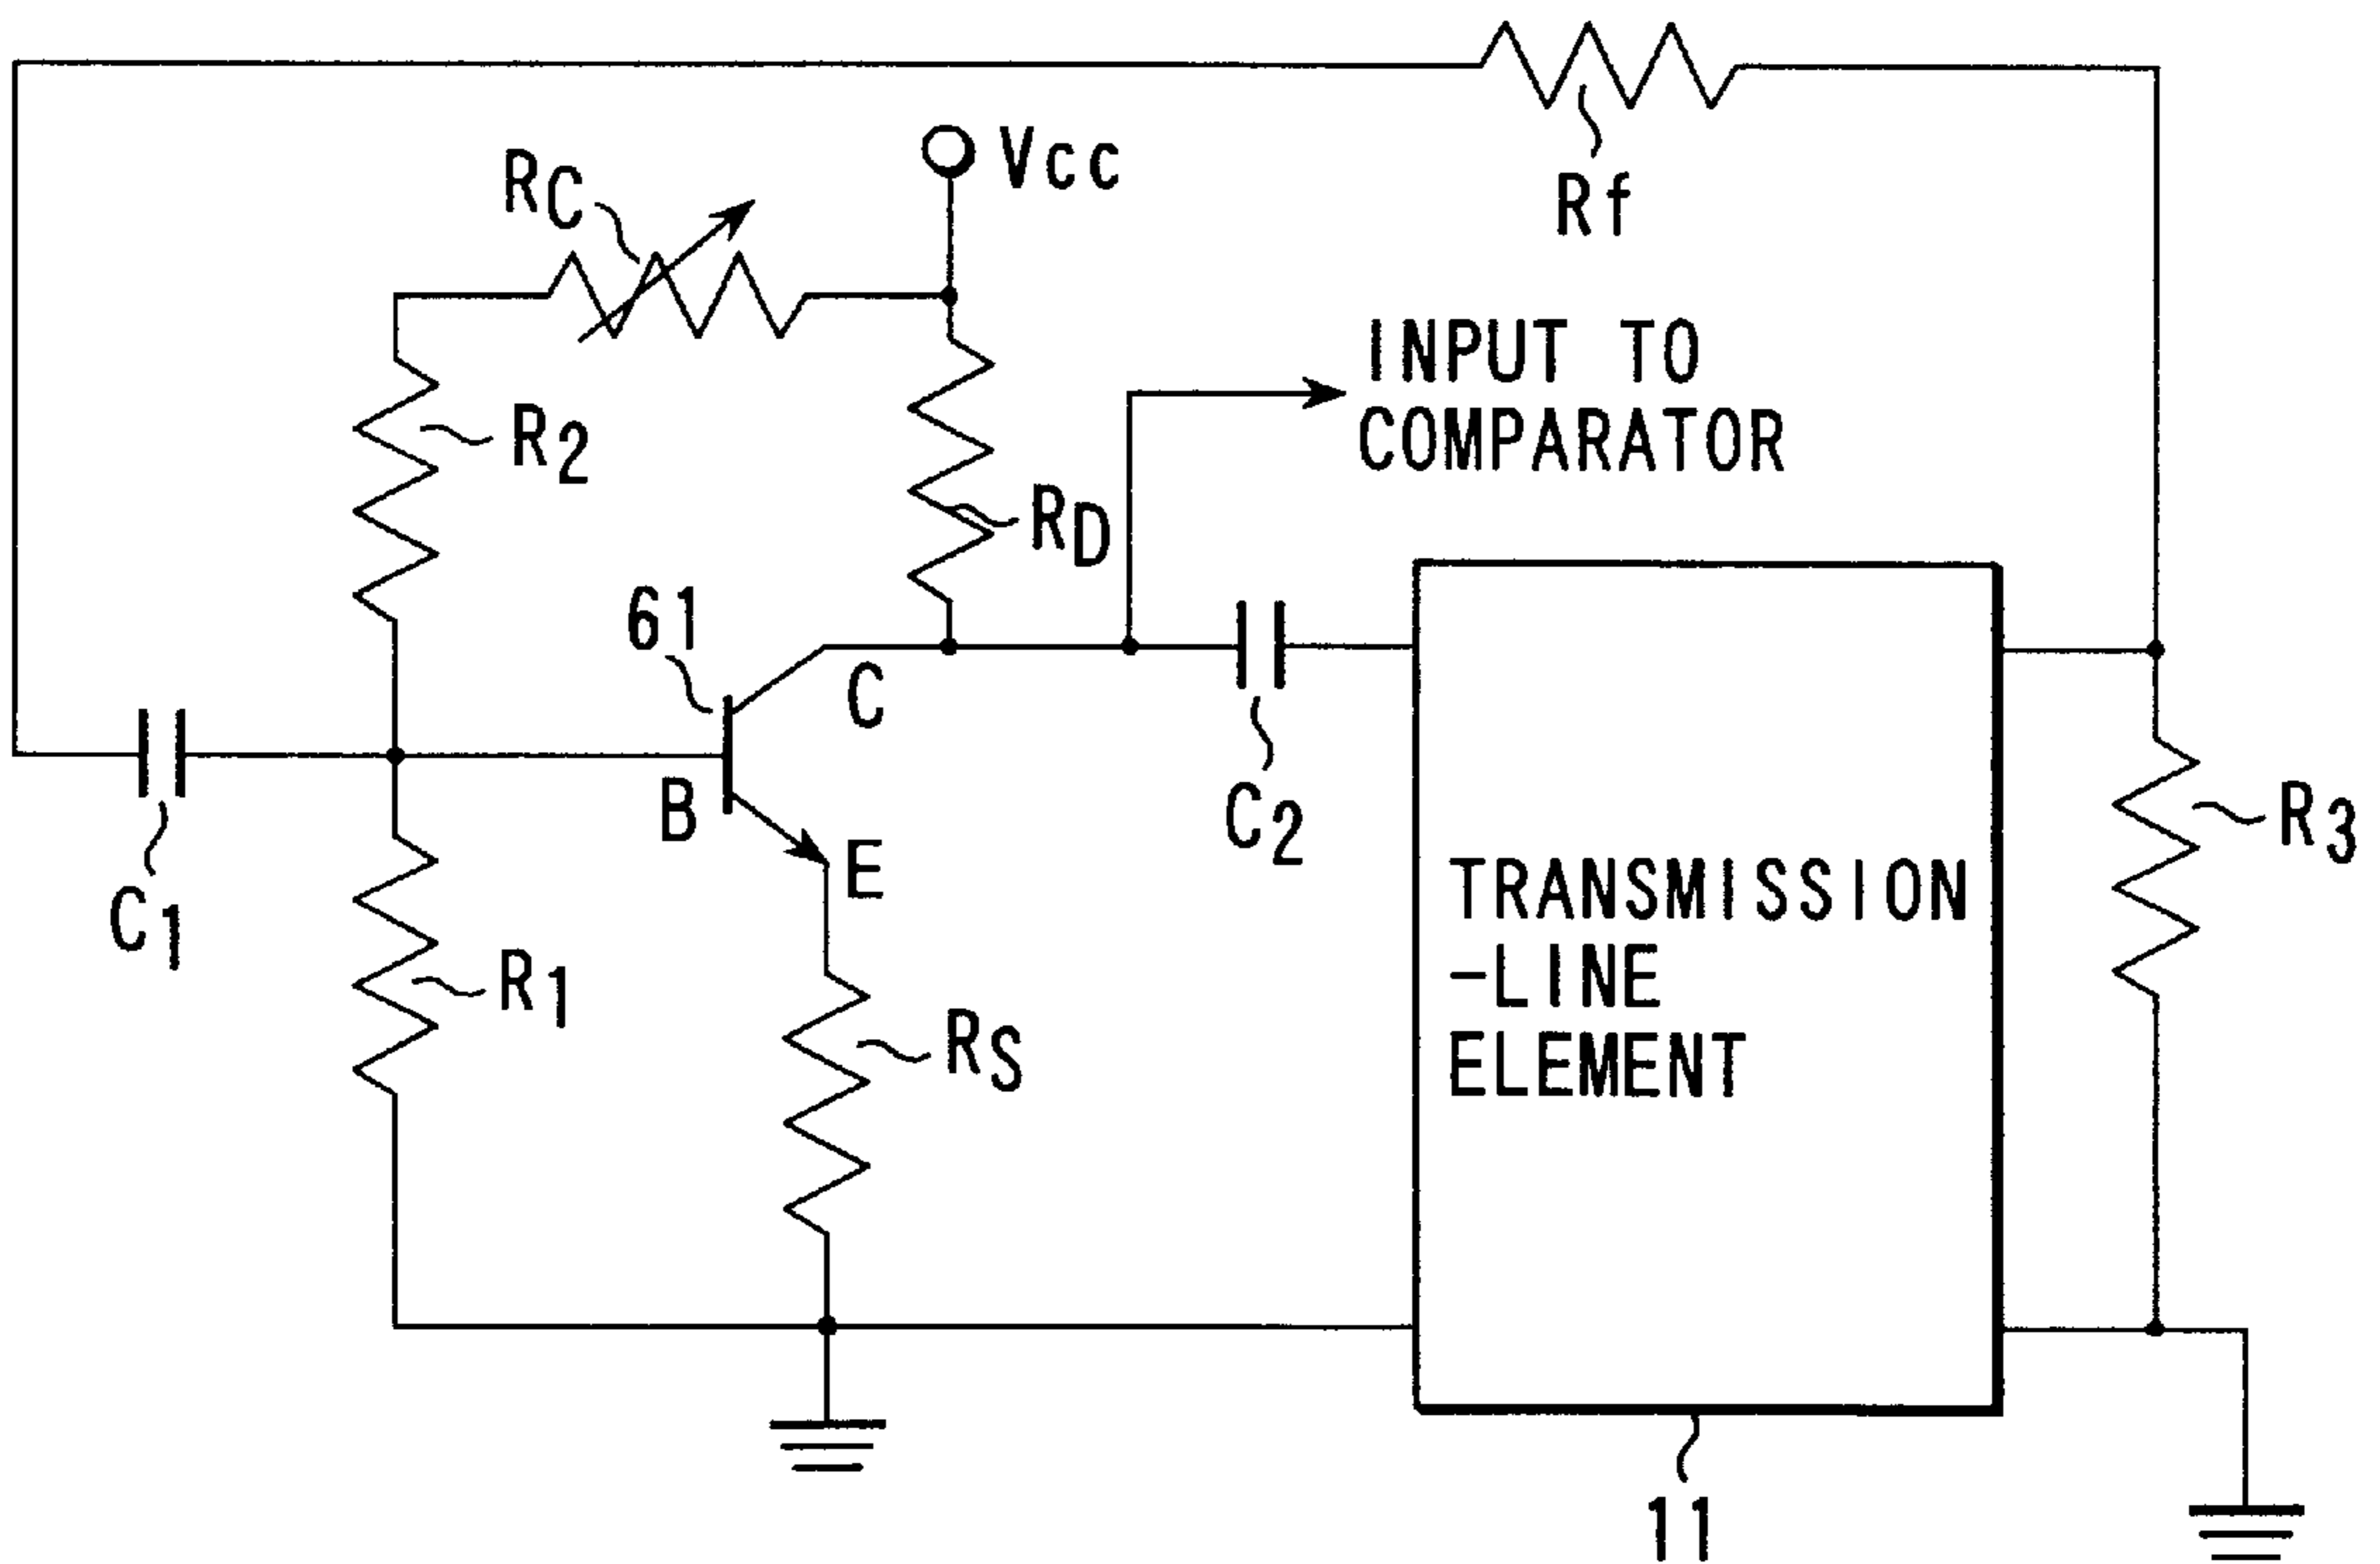 Rf
Vcc
RC
INPUT TO
COMPARATOR
R2
RD
61
C
B
E
C2
C1
R1
RS
R3
TRANSMISSION
-LINE
ELEMENT
11